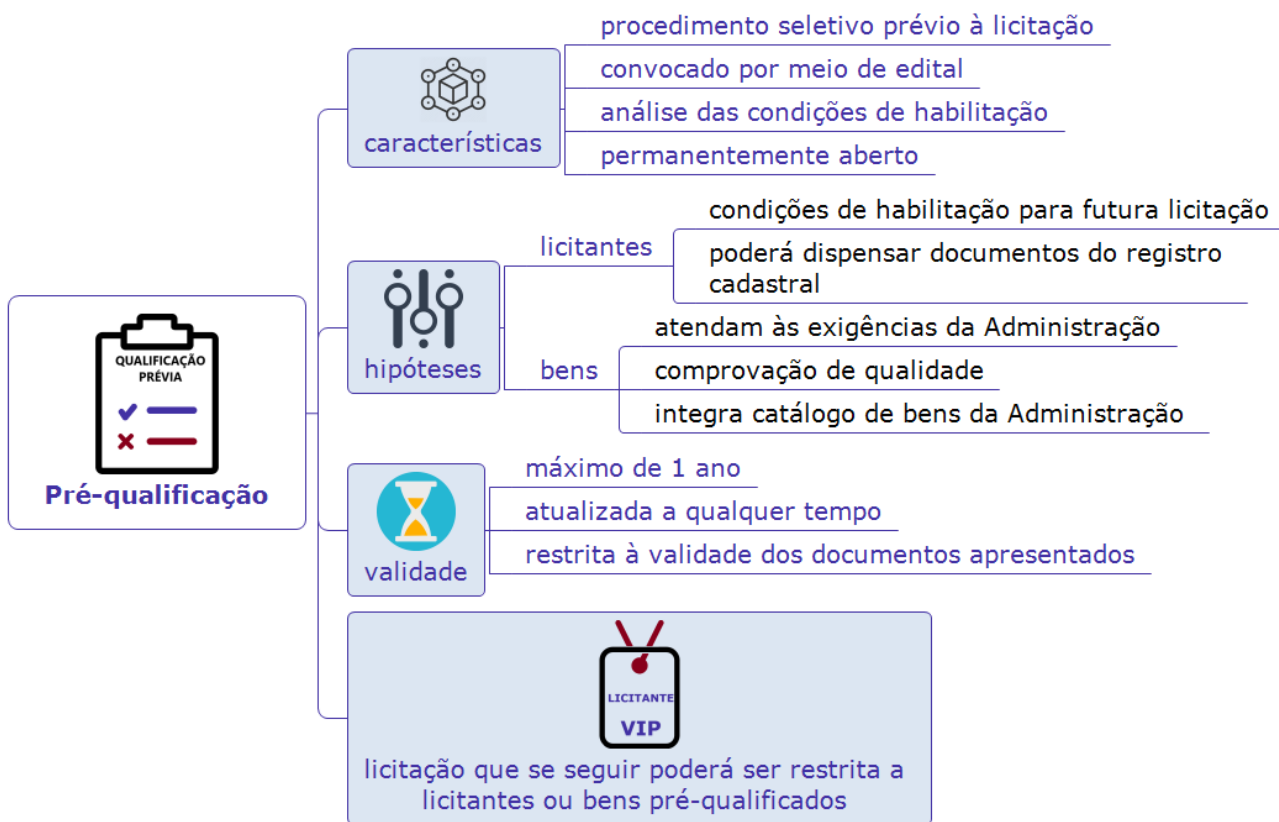 QUALIFICAÇÃO
PRÉVIA
Pré-qualificação
características
procedimento seletivo prévio à licitação
convocado por meio de edital
análise das condições de habilitação
permanentemente aberto
hipóteses
licitantes
condições de habilitação para futura licitação
poderá dispensar documentos do registro
cadastral
bens
atendam às exigências da Administração
comprovação de qualidade
integra catálogo de bens da Administração
validade
máximo de 1 ano
atualizada a qualquer tempo
restrita à validade dos documentos apresentados
LICITANTE
VIP
licitação que se seguir poderá ser restrita a
licitantes ou bens pré-qualificados